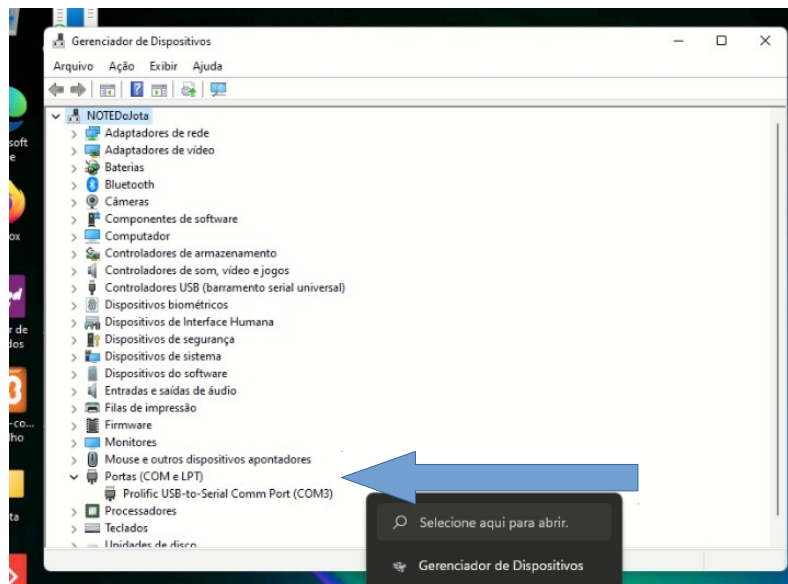 Gerenciador de Dispositivos
Arquivo Ação Exibir Ajuda
NOTEDoJota
Adaptadores de rede
Adaptadores de vídeo
Baterias
Bluetooth
Câmeras
Componentes de software
Computador
Controladores de armazenamento
Controladores de som, vídeo e jogos
Controladores USB (barramento serial universal)
Dispositivos biométricos
Dispositivos de Interface Humana
Dispositivos de segurança
Dispositivos de sistema
Dispositivos do software
Entradas e saídas de áudio
Filas de impressão
Firmware
Monitores
Mouse e outros dispositivos apontadores
Portas (COM e LPT)
Prolific USB-to-Serial Comm Port (COM3)
Processadores
Teclados
Unidades de disco
Selecione aqui para abrir.
Gerenciador de Dispositivos